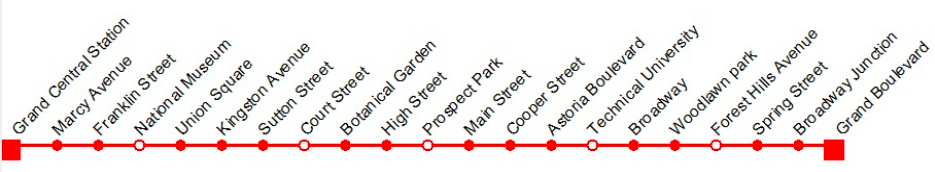 Grand Central Station
Marcy Avenue
Franklin Street
National Museum
Union Square
Kingston Avenue
Sutton Street
Court Street
Botanical Garden
High Street
Prospect Park
Main Street
Cooper Street
Astoria Boulevard
Technical University
Broadway
Woodlawn park
Forest Hills Avenue
Spring Street
Broadway Junction
Grand Boulevard